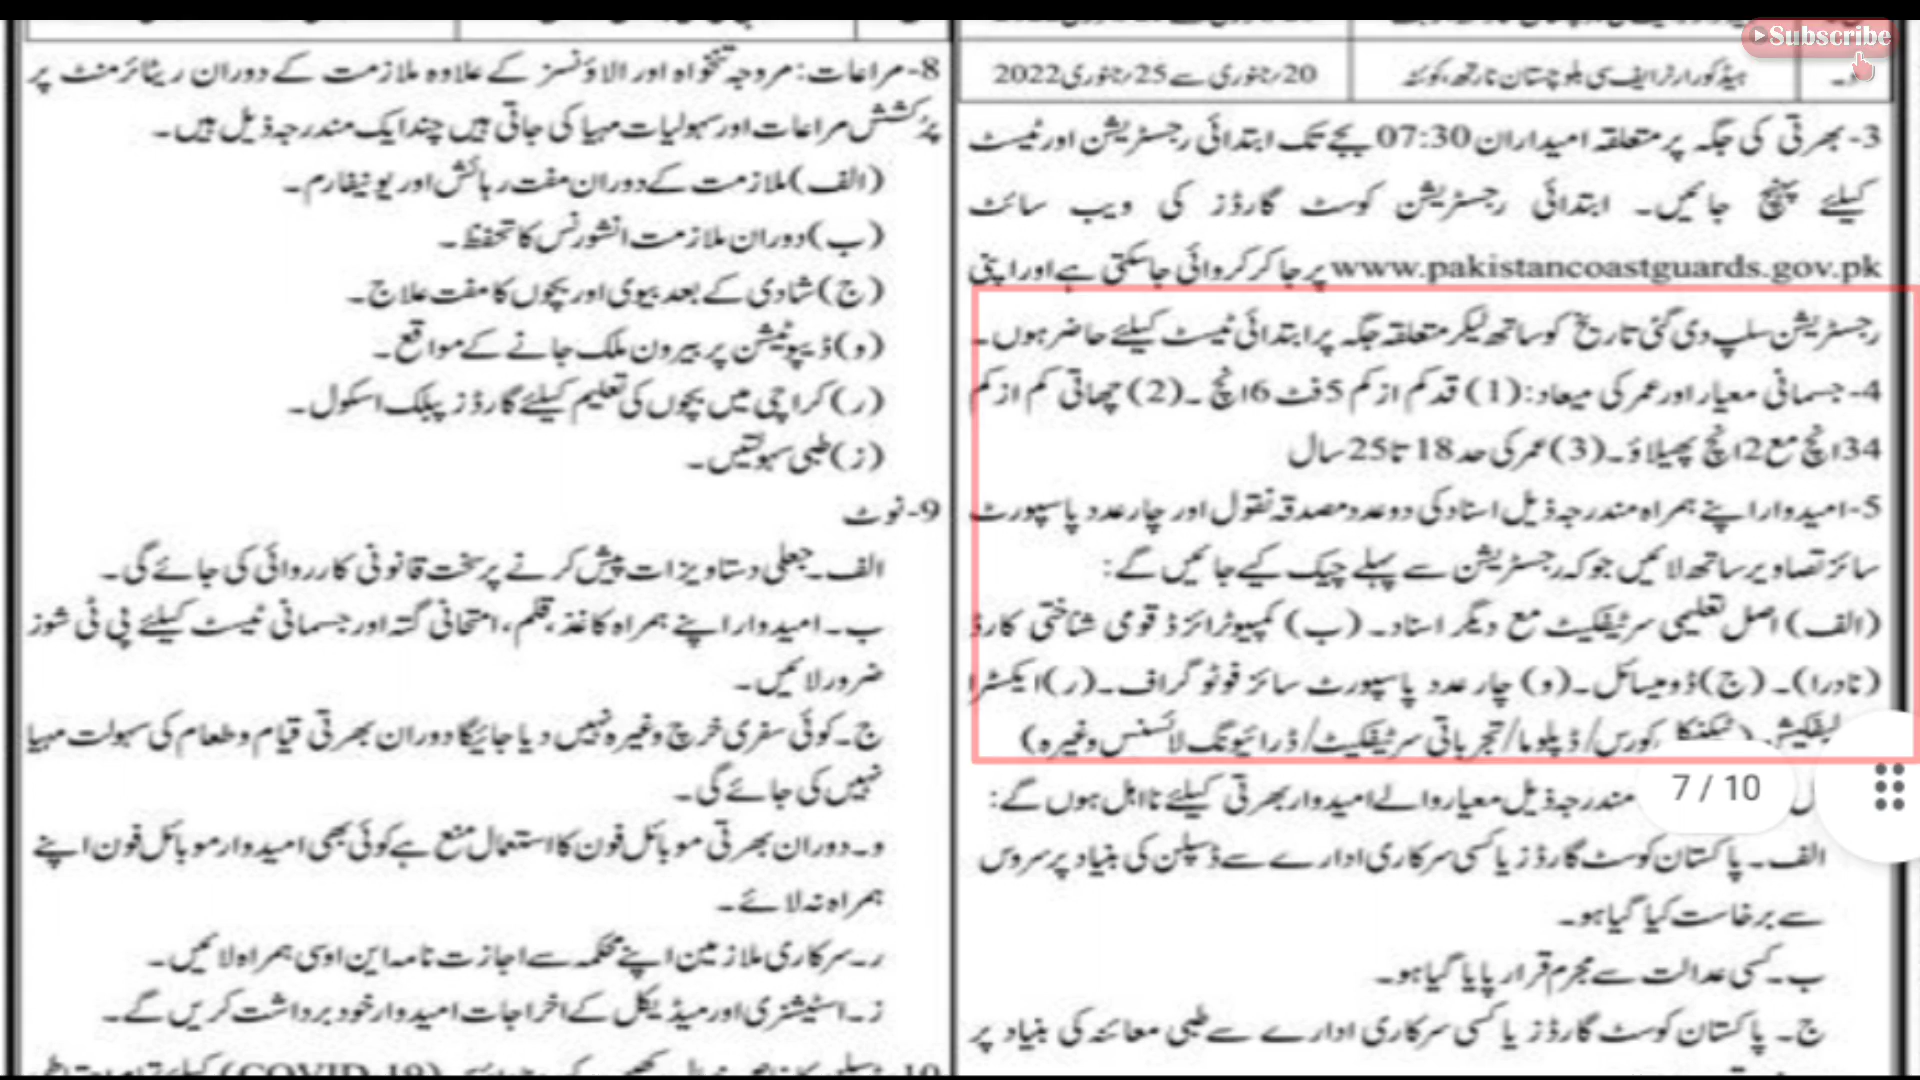 Subscribe
ہیڈکوارٹر ایف سی بلوچستان نارتھ، کوئٹہ
20؍جنوری سے 25؍جنوری 2022
3-بھرتی کی جگہ پر متعلقہ امیدواران 07:30 بجے تک ابتدائی رجسٹریشن اور ٹیسٹ
کیلئے پہنچ جائیں۔ ابتدائی رجسٹریشن کوسٹ گارڈز کی ویب سائٹ
www.pakistancoastguards.gov.pk پر جا کر کروائی جاسکتی ہے اور اپنی
رجسٹریشن سلپ دی گئی تاریخ کو ساتھ لیکر متعلقہ جگہ پر ابتدائی ٹیسٹ کیلئے حاضر ہوں۔
4-جسمانی معیار اور عمر کی میعاد: (1) قد کم از کم 5 فٹ 6 انچ ۔ (2) چھاتی کم از کم
34 انچ مع 2 انچ پھیلاؤ۔ (3) عمر کی حد 18 تا 25 سال
5-امیدوار اپنے ہمراہ مندرجہ ذیل اسناد کی دو عدد مصدقہ نقول اور چار عدد پاسپورٹ
سائز تصاویر ساتھ لائیں جو کہ رجسٹریشن سے پہلے چیک کیے جائیں گے:
(الف) اصل تعلیمی سرٹیفکیٹ مع دیگر اسناد۔ (ب) کمپیوٹرائزڈ قومی شناختی کارڈ
(نادرا)۔ (ج) ڈومیسائل۔ (و) چار عدد پاسپورٹ سائز فوٹو گراف۔ (ر) ایکسٹرا
کورس/ڈپلوما/تجرباتی سرٹیفکیٹ/ڈرائیونگ لائسنس وغیرہ)
7 / 10
مندرجہ ذیل معیار والے امیدوار بھرتی کیلئے نااہل ہوں گے:
الف۔ پاکستان کوسٹ گارڈز یا کسی سرکاری ادارے سے ڈسپلن کی بنیاد پر سروس
سے برخاست کیا گیا ہو۔
ب۔ کسی عدالت سے مجرم قرار پایا گیا ہو۔
ج۔ پاکستان کوسٹ گارڈز یا کسی سرکاری ادارے سے طبی معائنہ کی بنیاد پر
8-مراعات: مروجہ تنخواہ اور الاؤنسز کے علاوہ ملازمت کے دوران ریٹائرمنٹ پر
پُرکشش مراعات اور سہولیات مہیا کی جاتی ہیں چند ایک مندرجہ ذیل ہیں۔
(الف) ملازمت کے دوران مفت رہائش اور یونیفارم۔
(ب) دوران ملازمت انشورنس کا تحفظ۔
(ج) شادی کے بعد بیوی اور بچوں کا مفت علاج۔
(و) ڈیپوٹیشن پر بیرون ملک جانے کے مواقع۔
(ر) کراچی میں بچوں کی تعلیم کیلئے گارڈز پبلک اسکول۔
(ز) طبی سہولتیں۔
9-نوٹ
الف۔ جعلی دستاویزات پیش کرنے پر سخت قانونی کارروائی کی جائے گی۔
ب۔ امیدوار اپنے ہمراہ کاغذ، قلم، امتحانی گتہ اور جسمانی ٹیسٹ کیلئے پی ٹی شوز
ضرور لائیں۔
ج۔ کوئی سفری خرچ وغیرہ نہیں دیا جائیگا دوران بھرتی قیام و طعام کی سہولت مہیا
نہیں کی جائے گی۔
و۔ دوران بھرتی موبائل فون کا استعمال منع ہے کوئی بھی امیدوار موبائل فون اپنے
ہمراہ نہ لائے۔
ر۔ سرکاری ملازمین اپنے محکمہ سے اجازت نامہ این او سی ہمراہ لائیں۔
ز۔ اسٹیشنری اور میڈیکل کے اخراجات امیدوار خود برداشت کریں گے۔